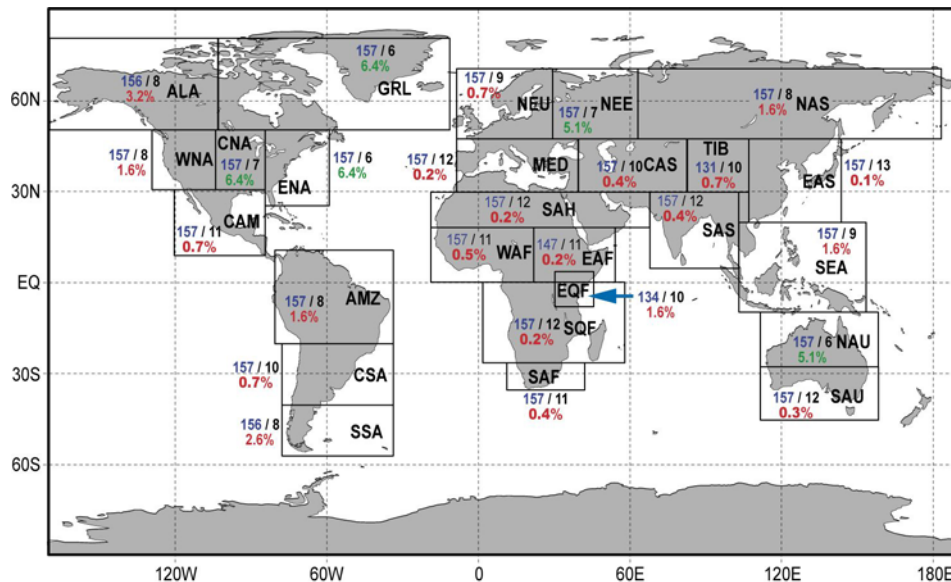 157 / 6
6.4%
GRL
156 / 8
3.2%
ALA
60N
157 / 9
0.7%
NEU
NEE
157 / 7
5.1%
157 / 8
1.6%
NAS
157 / 8
1.6%
WNA
CNA
157 / 7
6.4%
ENA
157 / 6
6.4%
157 / 12
0.2%
MED
157 / 10
0.4%
CAS
TIB
131 / 10
0.7%
EAS
157 / 13
0.1%
30N
CAM
157 / 11
0.7%
157 / 12
0.2%
SAH
157 / 12
0.4%
SAS
157 / 11
0.5%
WAF
147 / 11
0.2%
EAF
157 / 9
1.6%
SEA
EQ
157 / 8
1.6%
AMZ
EQF
134 / 10
1.6%
157 / 12
0.2%
SQF
157 / 6
5.1%
NAU
30S
157 / 10
0.7%
CSA
SAF
157 / 11
0.4%
157 / 12
0.3%
SAU
156 / 8
2.6%
SSA
60S
120W
60W
0
60E
120E
180E